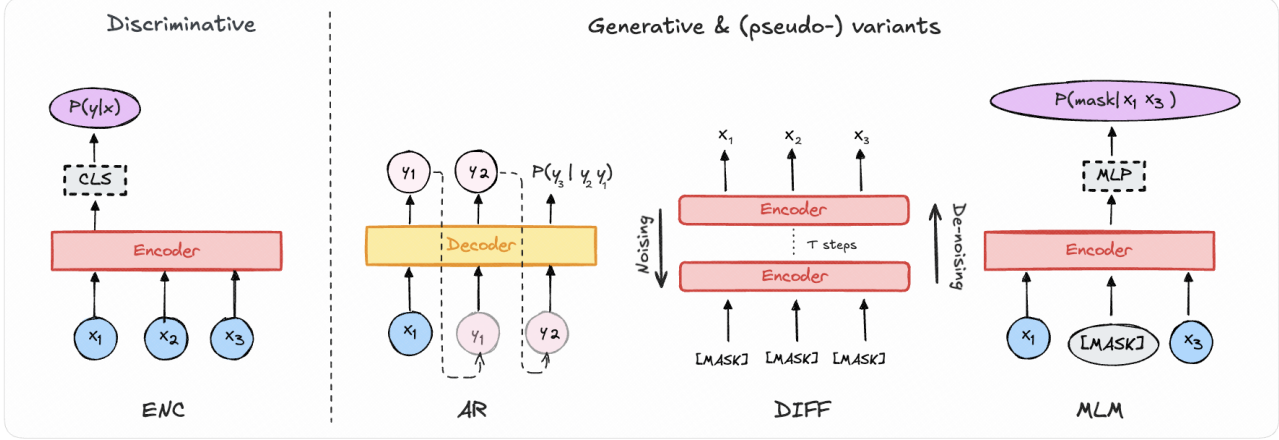 Discriminative
Generative & (pseudo-) variants
P(y|x)
CLS
Encoder
x₁ x₂ x₃
ENC
y₁ y₂ P(y₃ | y₂ y₁)
Decoder
x₁ y₁ y₂
AR
x₁ x₂ x₃
Encoder
Noising
T steps
De-noising
Encoder
[MASK] [MASK] [MASK]
DIFF
P(mask| x₁ x₃ )
MLP
Encoder
x₁ [MASK] x₃
MLM